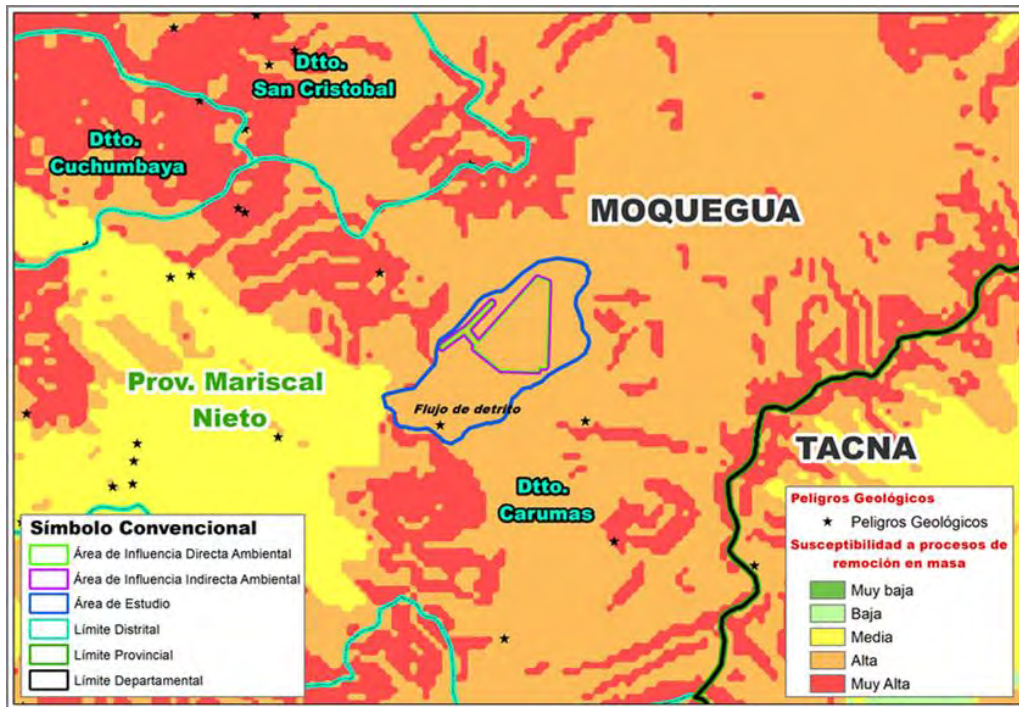 Dtto.
San Cristobal
Dtto.
Cuchumbaya
MOQUEGUA
Prov. Mariscal
Nieto
Flujo de detrito
TACNA
Dtto.
Carumas
Símbolo Convencional
Área de Influencia Directa Ambiental
Área de Influencia Indirecta Ambiental
Área de Estudio
Límite Distrital
Límite Provincial
Límite Departamental
Peligros Geológicos
Peligros Geológicos
Susceptibilidad a procesos de
remoción en masa
Muy baja
Baja
Media
Alta
Muy Alta